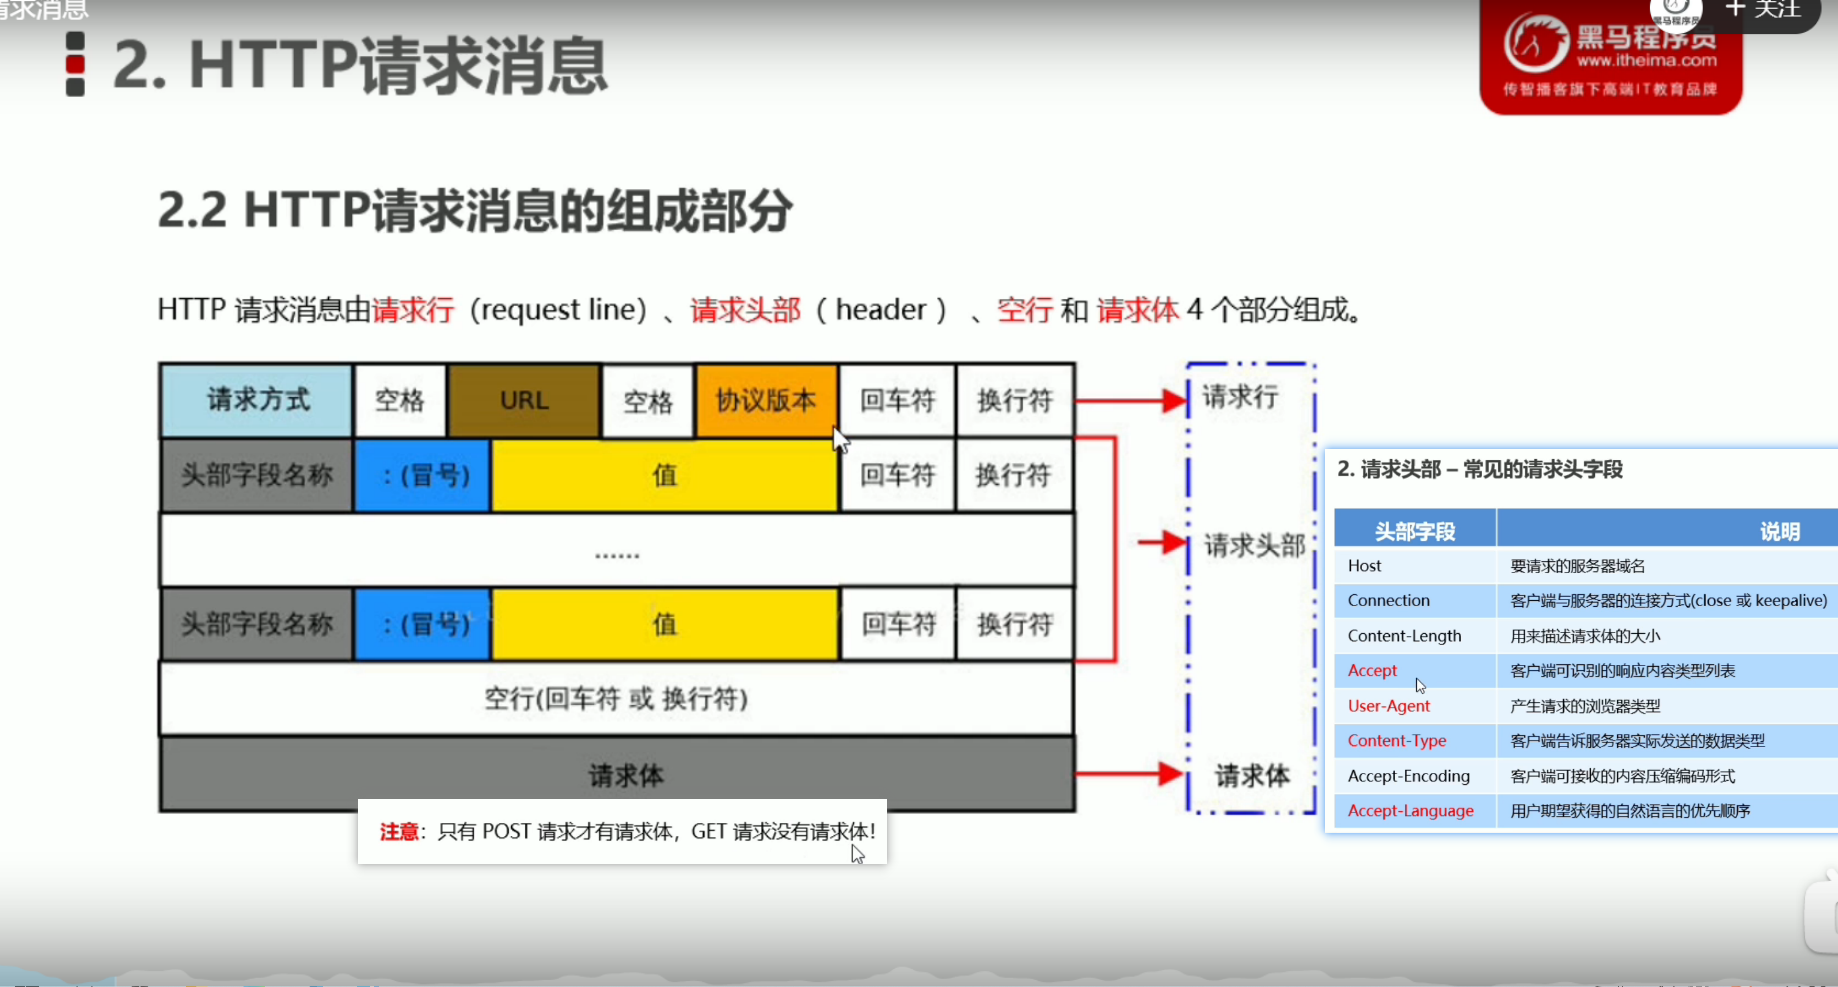 请求消息
+ 关注
黑马程序员
2. HTTP请求消息
黑马程序员
www.itheima.com
传智播客旗下高端IT教育品牌
2.2 HTTP请求消息的组成部分
HTTP 请求消息由请求行（request line）、请求头部（ header ） 、空行 和 请求体 4 个部分组成。
请求方式 空格 URL 空格 协议版本 回车符 换行符 请求行
头部字段名称 : (冒号) 值 回车符 换行符
...... 请求头部
头部字段名称 : (冒号) 值 回车符 换行符
空行(回车符 或 换行符)
请求体 请求体
注意：只有 POST 请求才有请求体，GET 请求没有请求体！
2. 请求头部 – 常见的请求头字段
头部字段 说明
Host 要请求的服务器域名
Connection 客户端与服务器的连接方式(close 或 keepalive)
Content-Length 用来描述请求体的大小
Accept 客户端可识别的响应内容类型列表
User-Agent 产生请求的浏览器类型
Content-Type 客户端告诉服务器实际发送的数据类型
Accept-Encoding 客户端可接收的内容压缩编码形式
Accept-Language 用户期望获得的自然语言的优先顺序